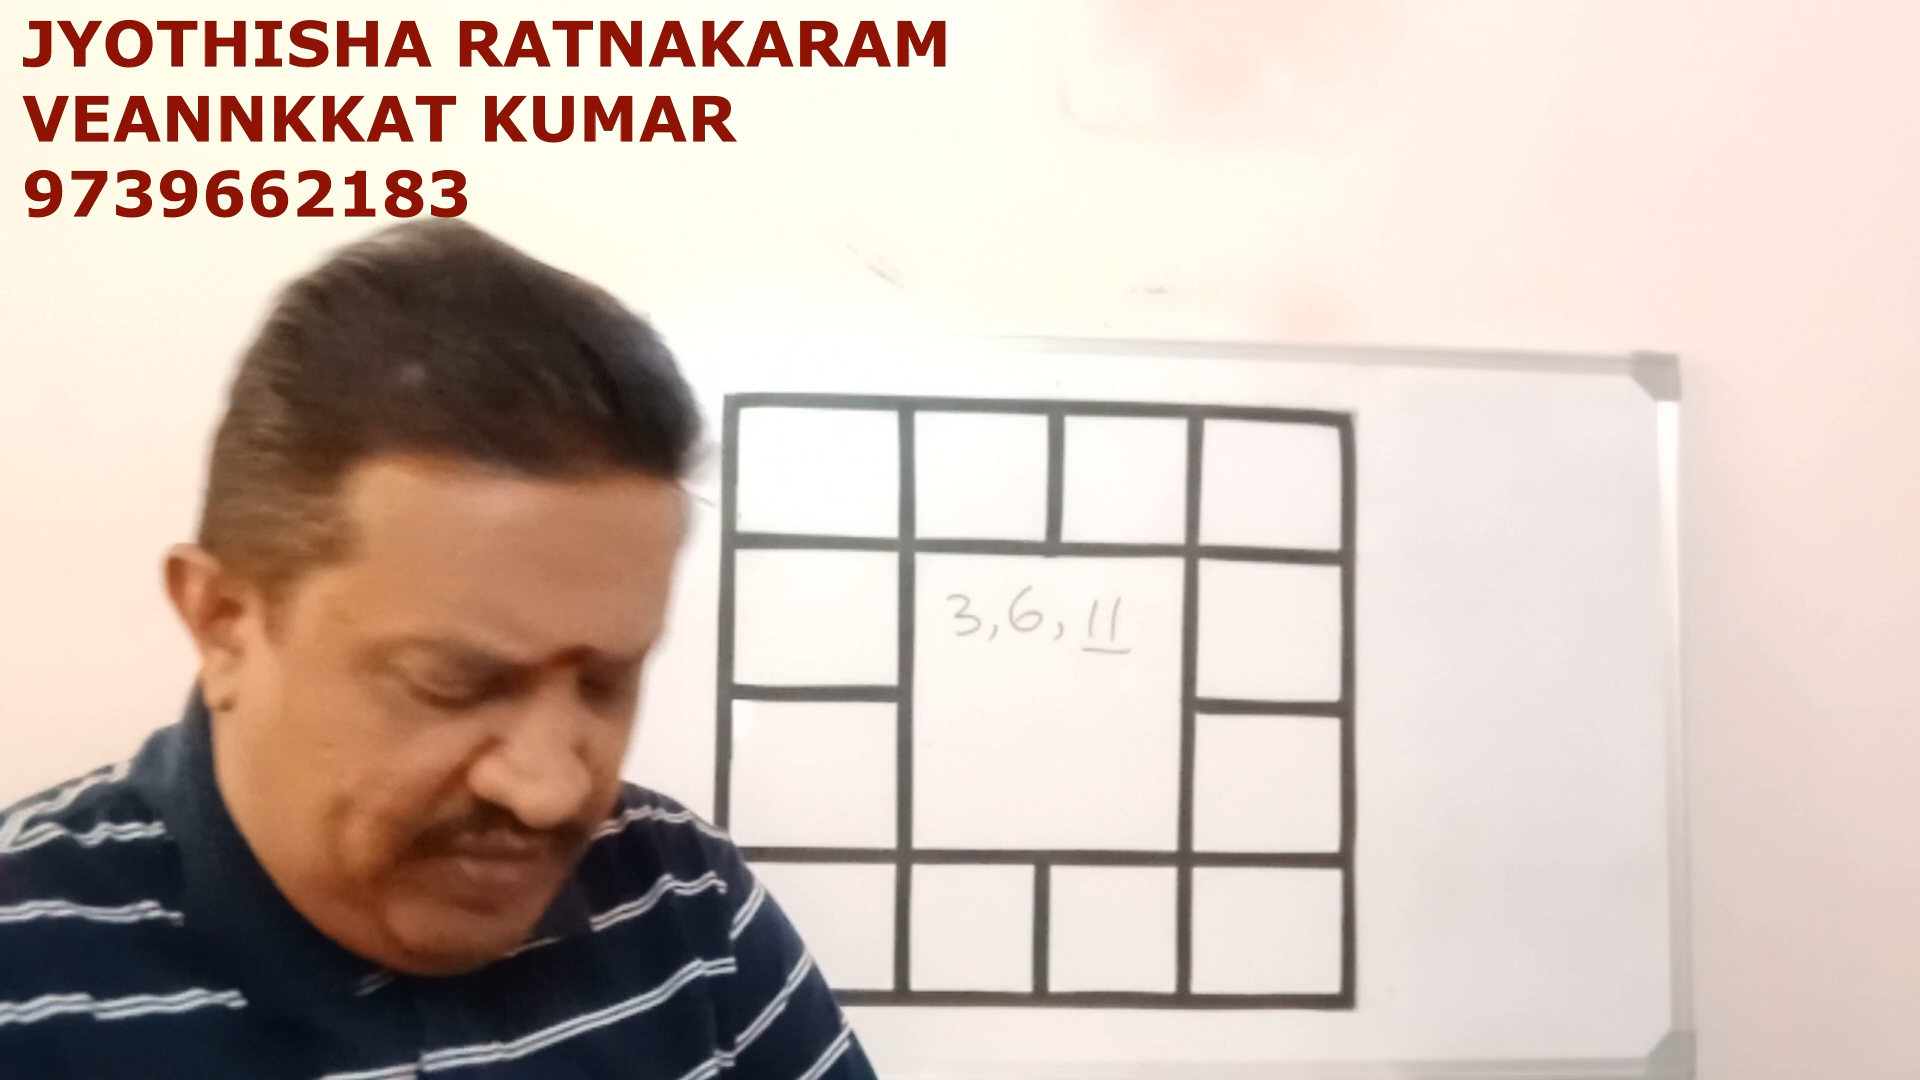 JYOTHISHA RATNAKARAM
VEANNKKAT KUMAR
9739662183
3, 6, 11